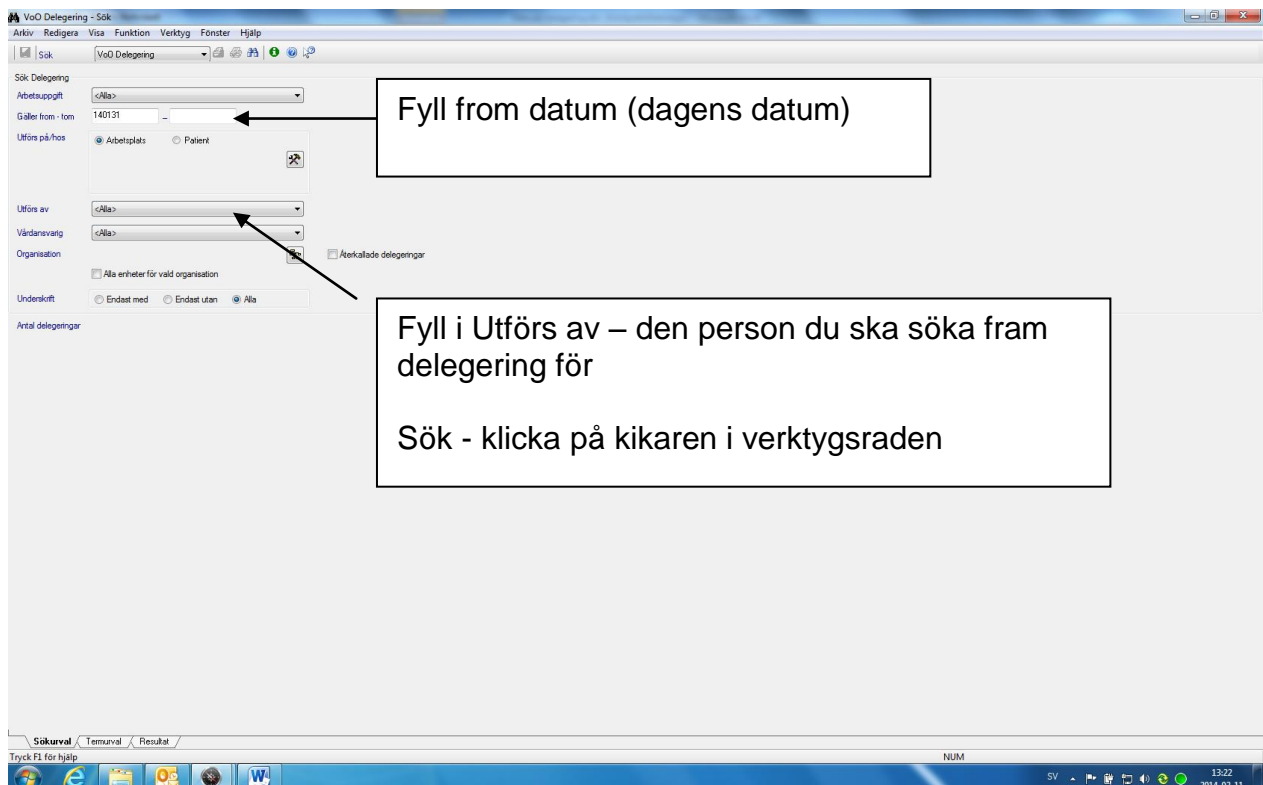 VoO Delegering - Sök
Arkiv Redigera Visa Funktion Verktyg Fönster Hjälp
Sök VoO Delegering
Sök Delegering
Arbetsuppgift <Alla>
Gäller from - tom 140131 -
Fyll from datum (dagens datum)
Utförs på/hos Arbetsplats Patient
Utförs av <Alla>
Vårdansvarig <Alla>
Organisation Återkallade delegeringar
Alla enheter för vald organisation
Underskrift Endast med Endast utan Alla
Antal delegeringar
Fyll i Utförs av – den person du ska söka fram
delegering för
Sök - klicka på kikaren i verktygsraden
Sökurval Termurval Resultat
Tryck F1 för hjälp NUM
SV 13:22
2014-02-11